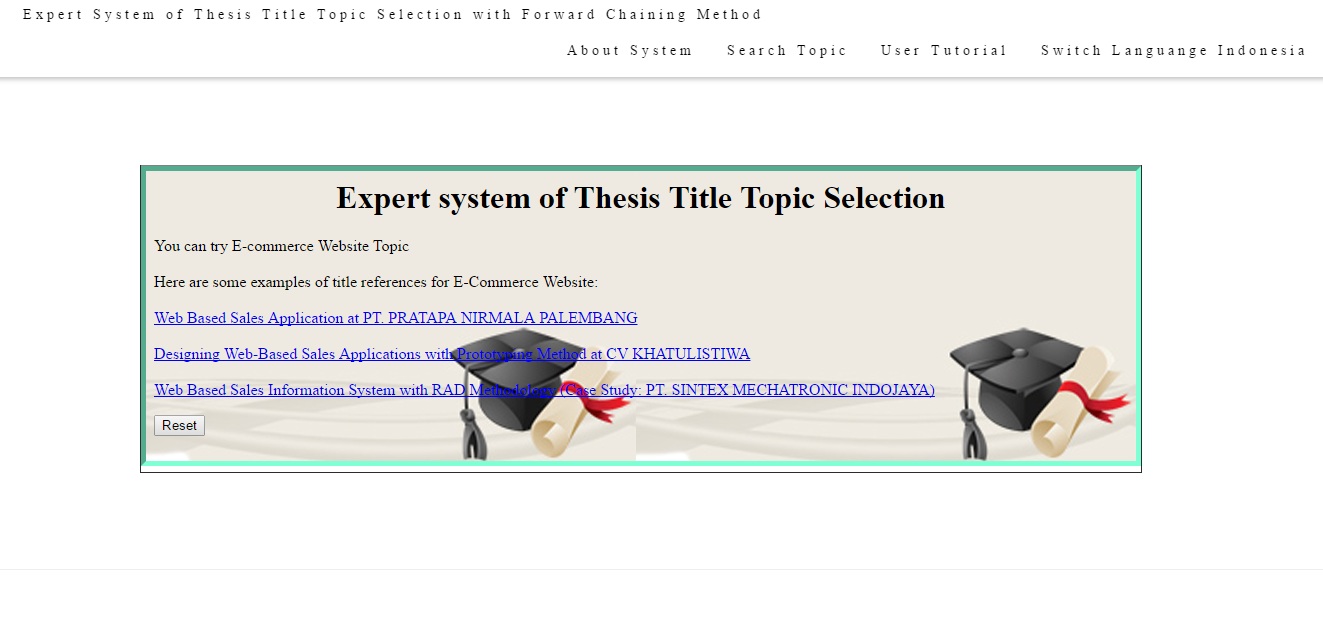 Expert System of Thesis Title Topic Selection with Forward Chaining Method
About System Search Topic User Tutorial Switch Languange Indonesia
Expert system of Thesis Title Topic Selection
You can try E-commerce Website Topic
Here are some examples of title references for E-Commerce Website:
Web Based Sales Application at PT. PRATAPA NIRMALA PALEMBANG
Designing Web-Based Sales Applications with Prototyping Method at CV KHATULISTIWA
Web Based Sales Information System with RAD Methodology (Case Study: PT. SINTEX MECHATRONIC INDOJAYA)
Reset